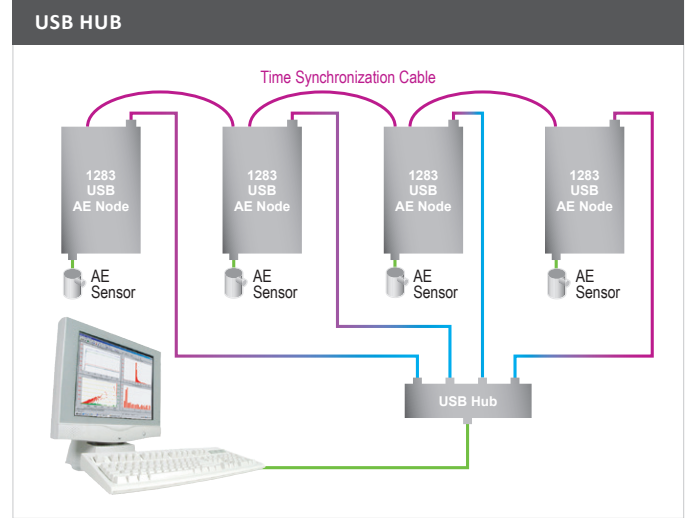 USB HUB
Time Synchronization Cable
1283
USB
AE Node
1283
USB
AE Node
1283
USB
AE Node
1283
USB
AE Node
AE
Sensor
AE
Sensor
AE
Sensor
AE
Sensor
USB Hub